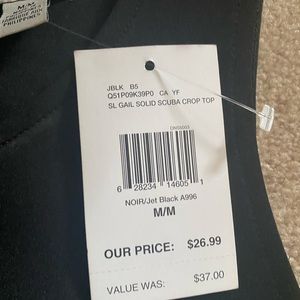 M/M
PHILIPPINES
JBLK B5
Q51P09K39P0 CA YF
SL GAIL SOLID SCUBA CROP TOP
6 28234 14605 1
NOIR/Jet Black A996
M/M
OUR PRICE: $26.99
VALUE WAS: $37.00